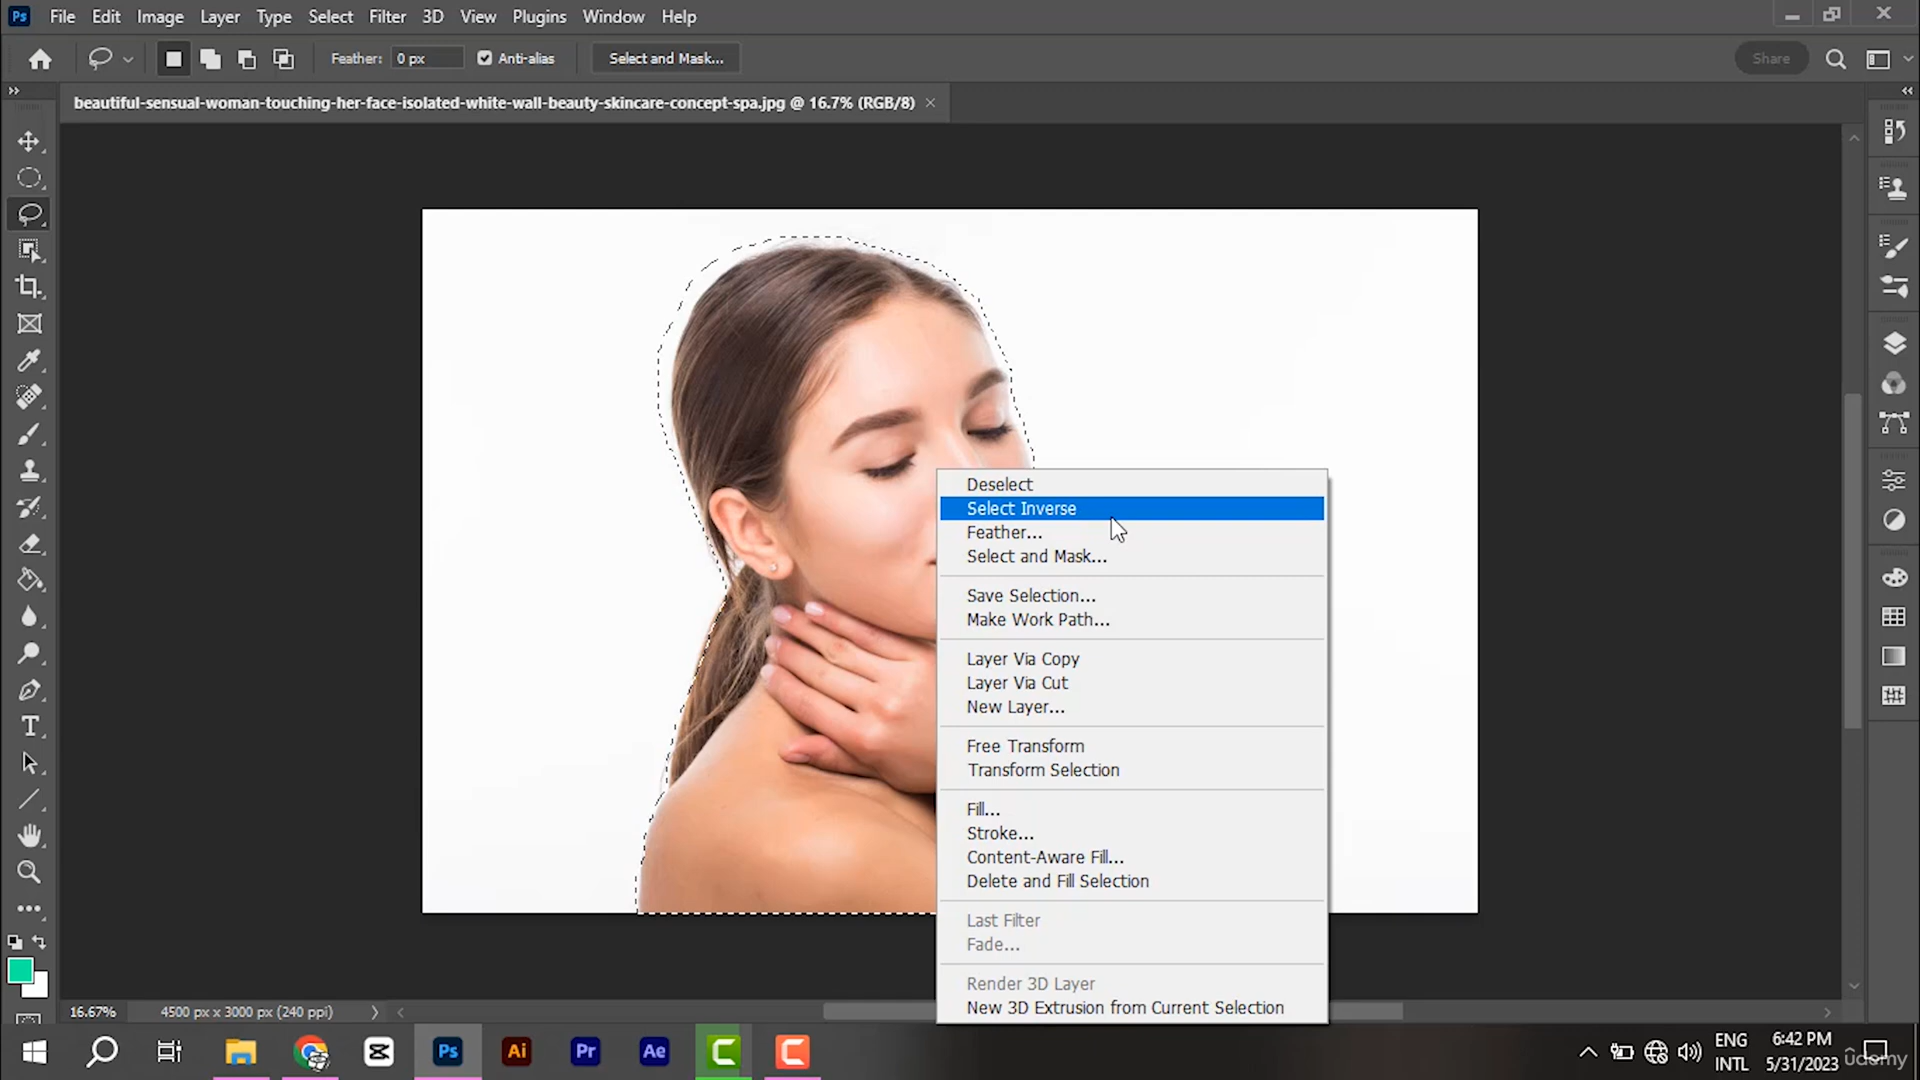 Ps File Edit Image Layer Type Select Filter 3D View Plugins Window Help
Feather: 0 px Anti-alias Select and Mask... Share
beautiful-sensual-woman-touching-her-face-isolated-white-wall-beauty-skincare-concept-spa.jpg @ 16.7% (RGB/8) ×
Deselect
Select Inverse
Feather...
Select and Mask...
Save Selection...
Make Work Path...
Layer Via Copy
Layer Via Cut
New Layer...
Free Transform
Transform Selection
Fill...
Stroke...
Content-Aware Fill...
Delete and Fill Selection
Last Filter
Fade...
Render 3D Layer
New 3D Extrusion from Current Selection
16.67% 4500 px x 3000 px (240 ppi)
Ps Ai Pr Ae
ENG 6:42 PM
INTL 5/31/2023
ûdemy